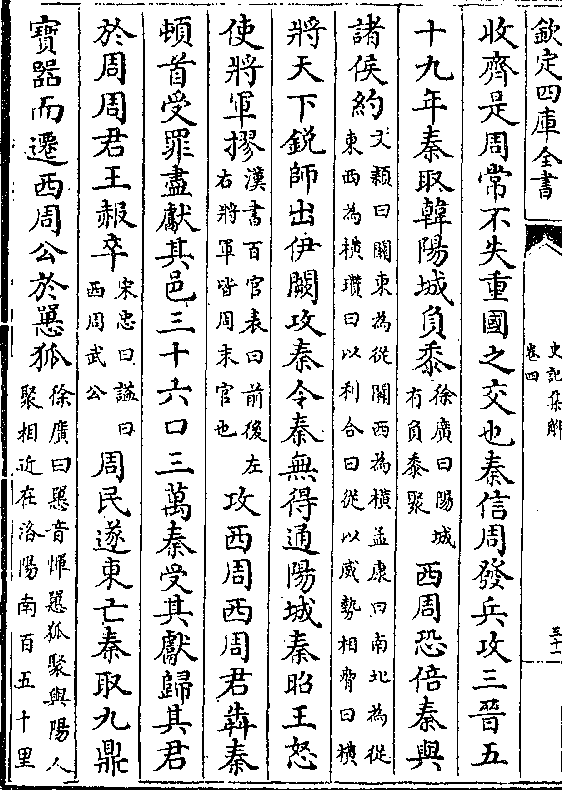 欽定四庫全書
史記集解
卷四
三十一
收齊是周常不失重國之交也秦信周發兵攻三晉五
十九年秦取韓陽城負黍徐廣曰陽城有負黍聚西周恐倍秦與
諸侯約文穎曰關東為從關西為橫孟康曰南北為從東西為橫瓚曰以利合曰從以威勢相脅曰橫
將天下銳師出伊闕攻秦令秦無得通陽城秦昭王怒
使將軍摎漢書百官表曰前後左右將軍皆周末官也攻西周西周君犇秦
頓首受罪盡獻其邑三十六口三萬秦受其獻歸其君
於周周君王赧卒宋忠曰諡曰西周武公周民遂東亡秦取九鼎
寶器而遷西周公於𢠸狐徐廣曰𢠸音憚𢠸狐聚與陽人聚相近在洛陽南百五十里